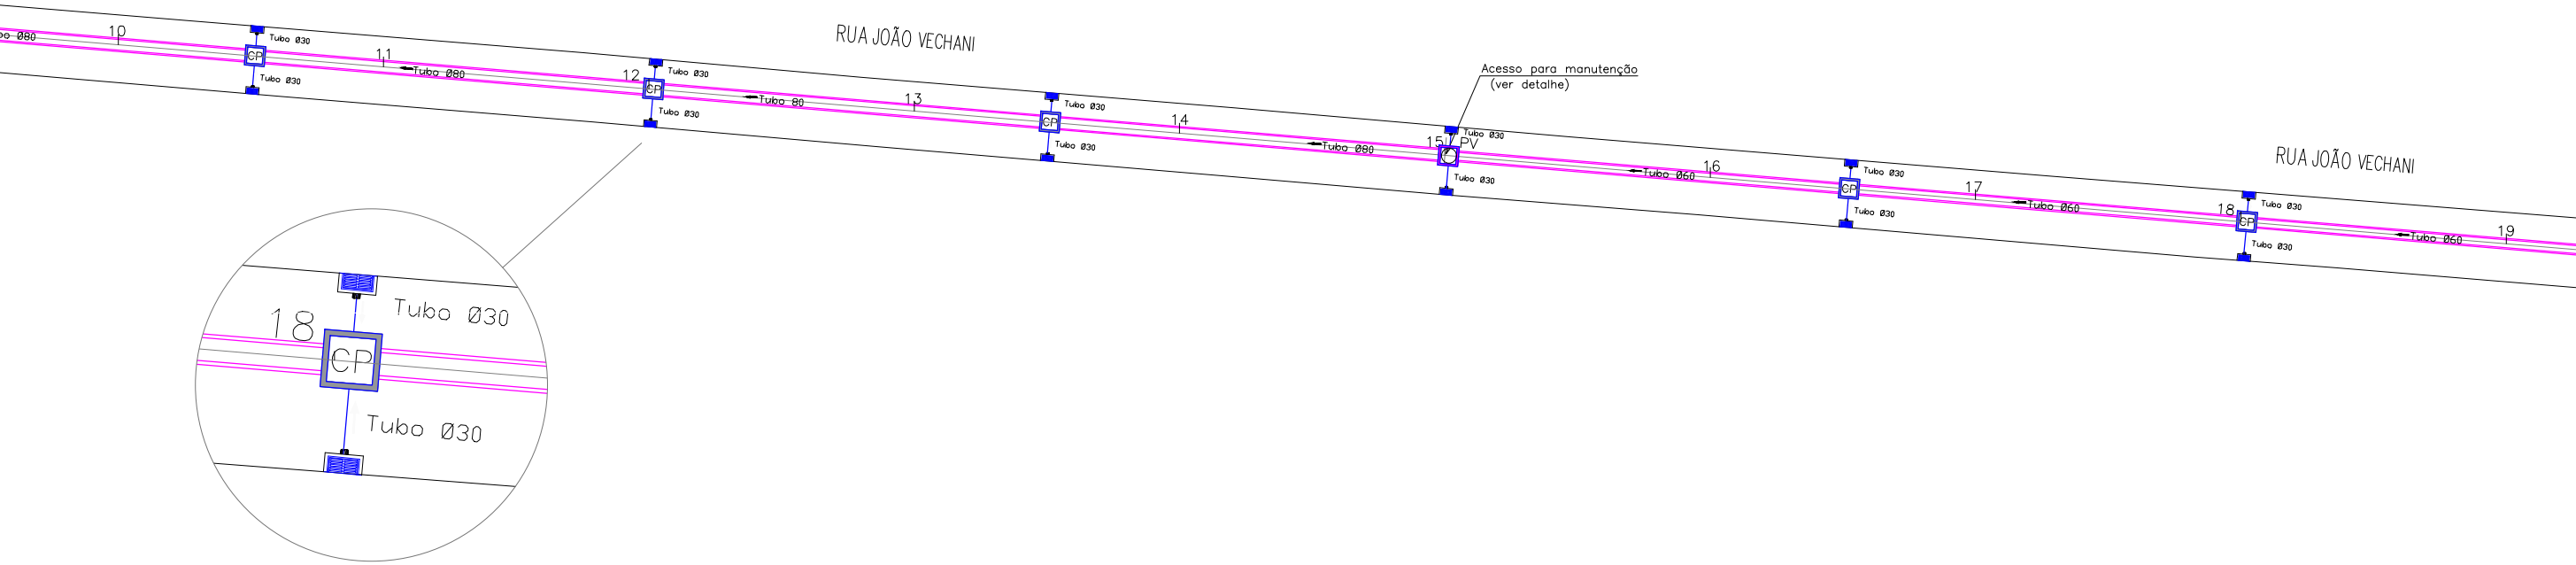 RUA JOÃO VECHANI
Acesso para manutenção
(ver detalhe)
RUA JOÃO VECHANI
Ø80
10
Tubo Ø30
CP
Tubo Ø30
11
Tubo Ø80
12
Tubo Ø30
CP
Tubo Ø30
Tubo 80
13
Tubo Ø30
CP
Tubo Ø30
14
Tubo Ø80
15
Tubo Ø30
PV
Tubo Ø30
Tubo Ø60
16
Tubo Ø30
CP
Tubo Ø30
17
Tubo Ø60
18
Tubo Ø30
CP
Tubo Ø30
Tubo Ø60
19
18
Tubo Ø30
CP
Tubo Ø30